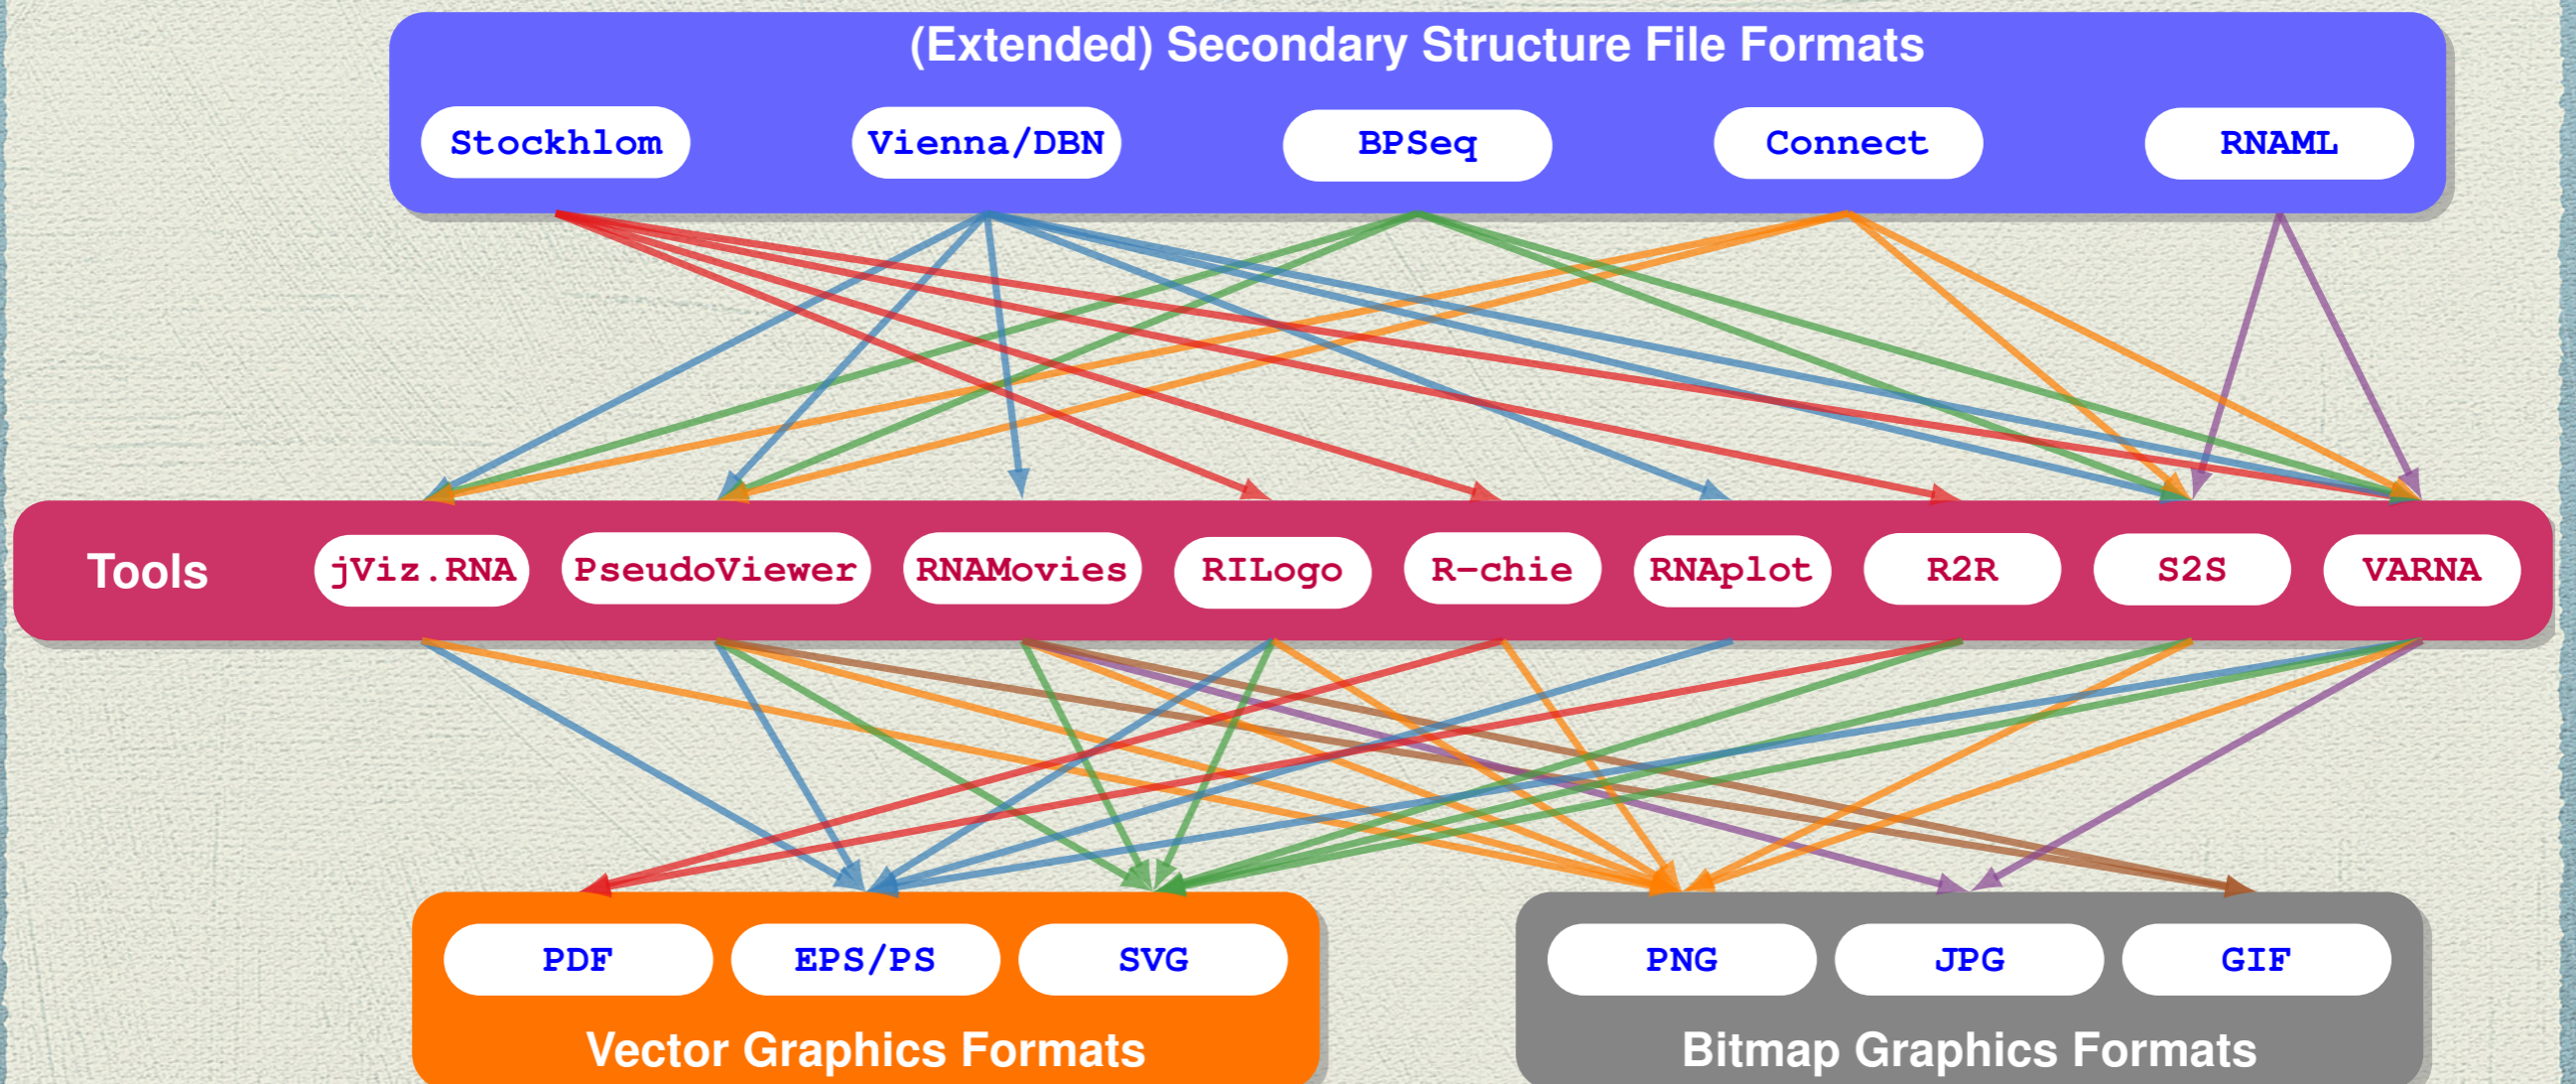 (Extended) Secondary Structure File Formats
Stockhlom Vienna/DBN BPSeq Connect RNAML
Tools jViz.RNA PseudoViewer RNAMovies RILogo R-chie RNAplot R2R S2S VARNA
PDF EPS/PS SVG PNG JPG GIF
Vector Graphics Formats Bitmap Graphics Formats